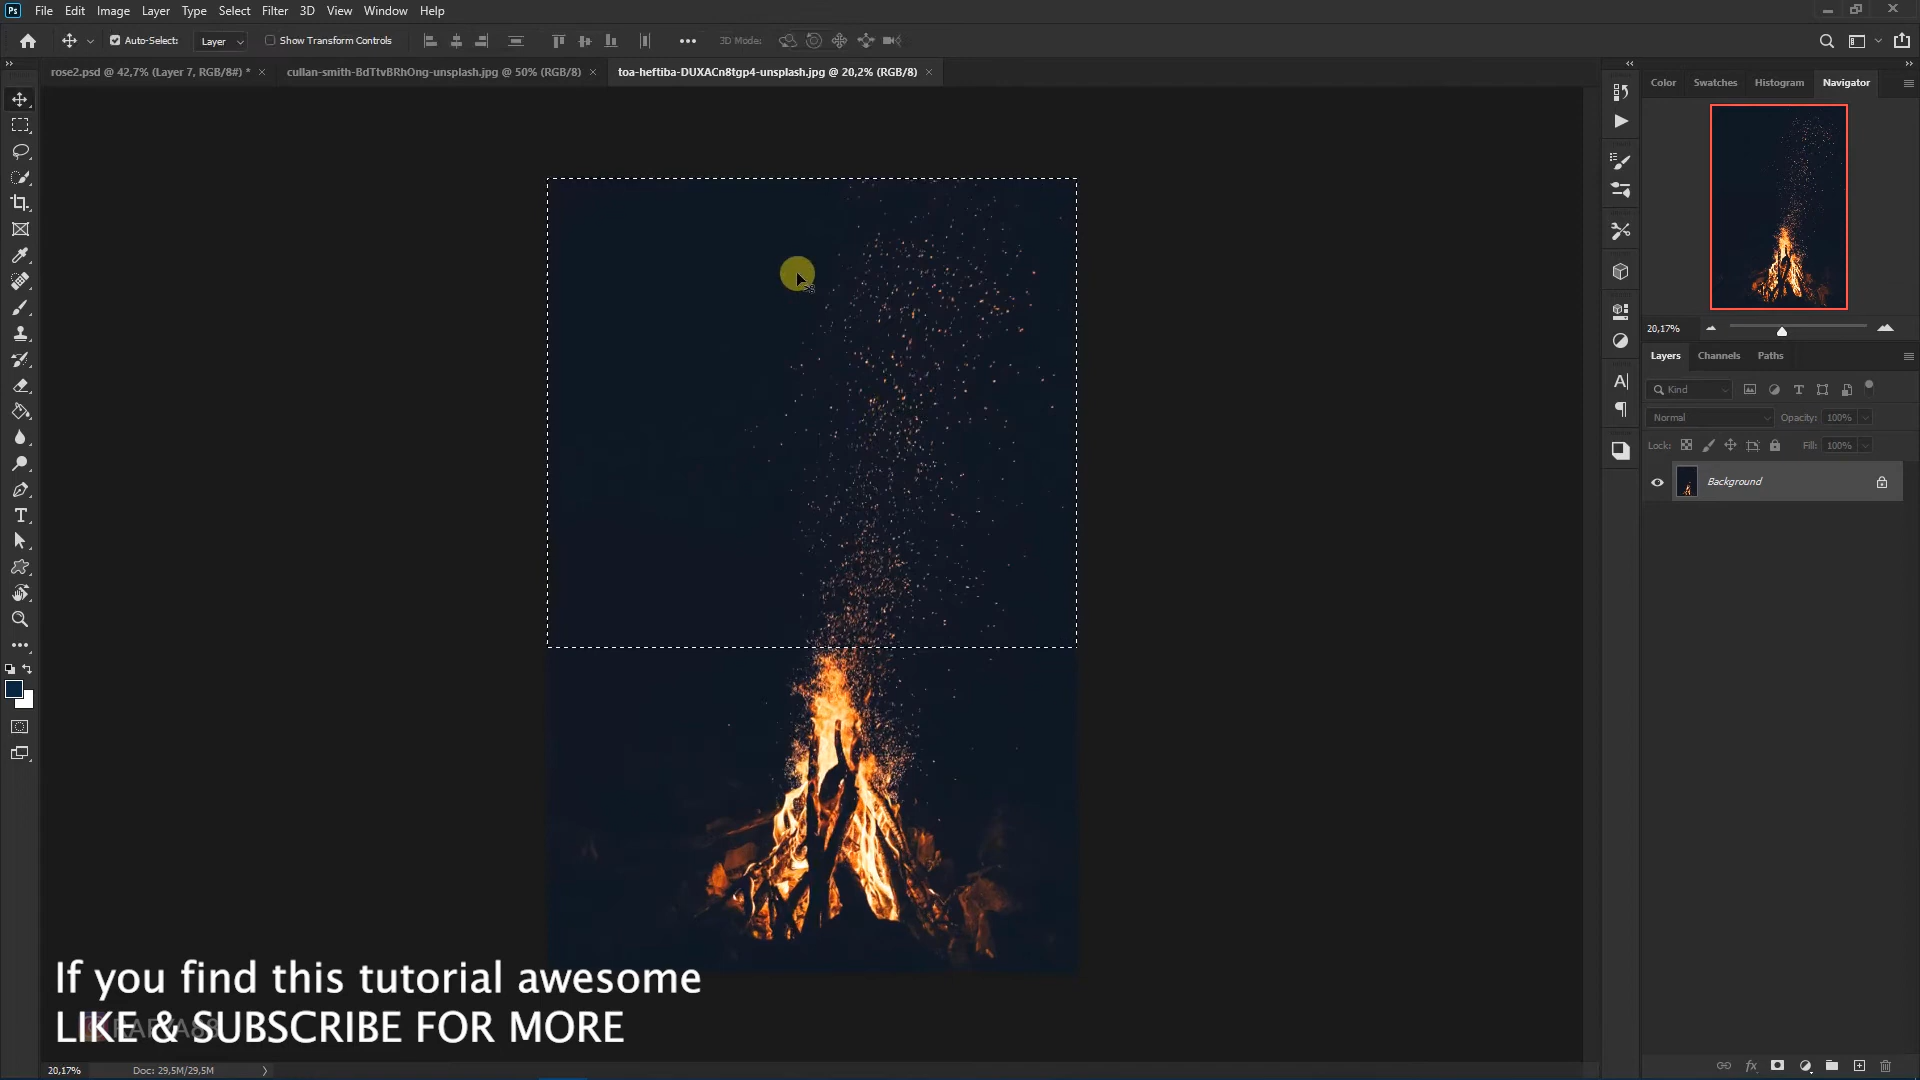 Ps File Edit Image Layer Type Select Filter 3D View Window Help
Auto-Select: Layer Show Transform Controls ••• 3D Mode:
rose2.psd @ 42,7% (Layer 7, RGB/8#) * × cullan-smith-BdTtvBRhOng-unsplash.jpg @ 50% (RGB/8) × toa-heftiba-DUXACn8tgp4-unsplash.jpg @ 20,2% (RGB/8) ×
Color Swatches Histogram Navigator
20,17%
Layers Channels Paths
Kind
Normal Opacity: 100%
Lock: Fill: 100%
Background
If you find this tutorial awesome
LIKE & SUBSCRIBE FOR MORE
20,17% Doc: 29,5M/29,5M